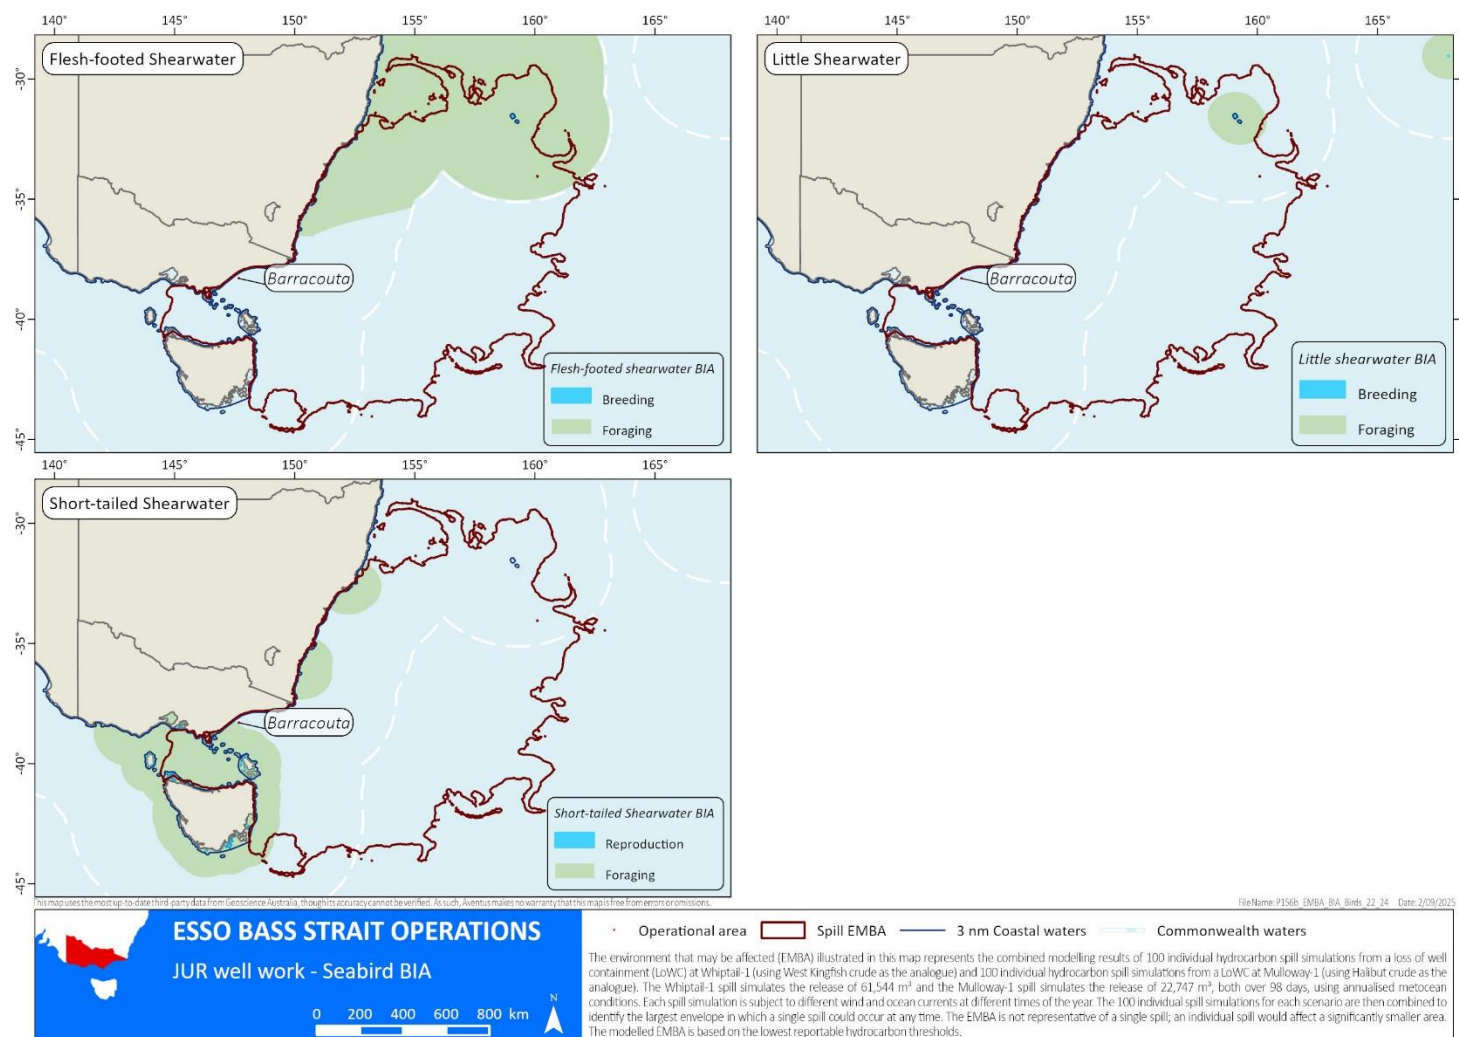 140° 145° 150° 155° 160° 165°
140° 145° 150° 155° 160° 165°
Flesh-footed Shearwater
-30°
-35°
-40°
-45°
Barracouta
Flesh-footed shearwater BIA
Breeding
Foraging
Little Shearwater
Barracouta
Little shearwater BIA
Breeding
Foraging
140° 145° 150° 155° 160° 165°
Short-tailed Shearwater
-30°
-35°
-40°
-45°
Barracouta
Short-tailed Shearwater BIA
Reproduction
Foraging
This map uses the most up-to-date third-party data from Geoscience Australia, though its accuracy cannot be verified. As such, Aventus makes no warranty that this map is free from errors or omissions.
File Name: P156b_EMBA_BIA_Birds_22_24 Date: 2/09/2025
ESSO BASS STRAIT OPERATIONS
JUR well work - Seabird BIA
0 200 400 600 800 km
N
Operational area Spill EMBA 3 nm Coastal waters Commonwealth waters
The environment that may be affected (EMBA) illustrated in this map represents the combined modelling results of 100 individual hydrocarbon spill simulations from a loss of well
containment (LoWC) at Whiptail-1 (using West Kingfish crude as the analogue) and 100 individual hydrocarbon spill simulations from a LoWC at Mulloway-1 (using Halibut crude as the
analogue). The Whiptail-1 spill simulates the release of 61,544 m³ and the Mulloway-1 spill simulates the release of 22,747 m³, both over 98 days, using annualised metocean
conditions. Each spill simulation is subject to different wind and ocean currents at different times of the year. The 100 individual spill simulations for each scenario are then combined to
identify the largest envelope in which a single spill could occur at any time. The EMBA is not representative of a single spill; an individual spill would affect a significantly smaller area.
The modelled EMBA is based on the lowest reportable hydrocarbon thresholds.